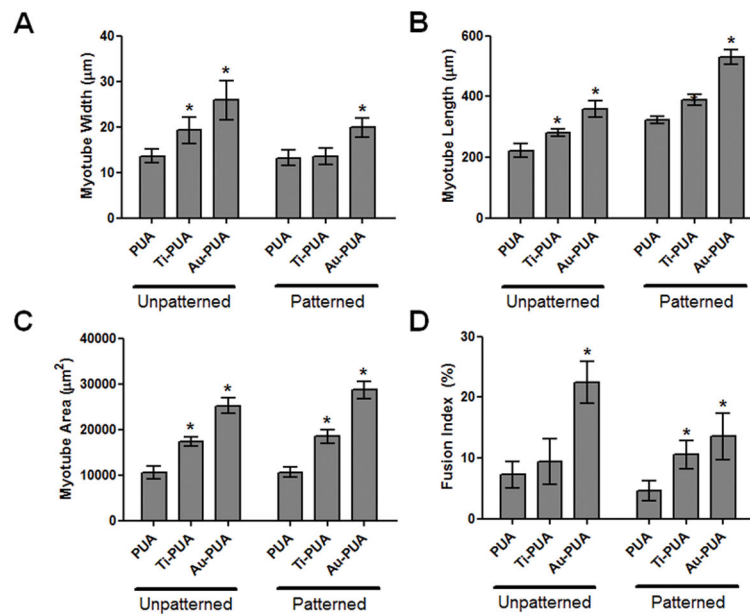 A
Myotube Width (μm)
40
30
20
10
0
*
*
*
PUA
Ti-PUA
Au-PUA
PUA
Ti-PUA
Au-PUA
Unpatterned
Patterned
B
Myotube Length (μm)
600
400
200
0
*
*
*
*
PUA
Ti-PUA
Au-PUA
PUA
Ti-PUA
Au-PUA
Unpatterned
Patterned
C
Myotube Area (μm²)
40000
30000
20000
10000
0
*
*
*
*
PUA
Ti-PUA
Au-PUA
PUA
Ti-PUA
Au-PUA
Unpatterned
Patterned
D
Fusion Index (%)
30
20
10
0
*
*
*
PUA
Ti-PUA
Au-PUA
PUA
Ti-PUA
Au-PUA
Unpatterned
Patterned